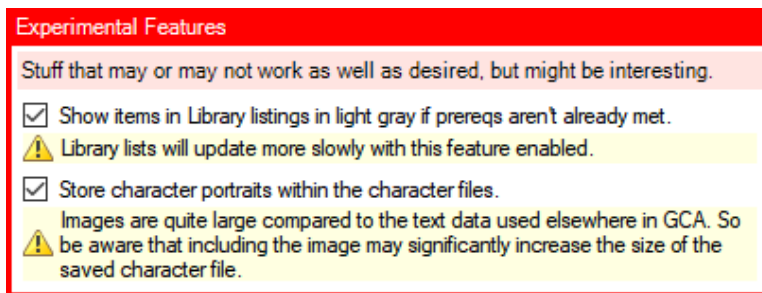 Experimental Features
Stuff that may or may not work as well as desired, but might be interesting.
Show items in Library listings in light gray if prereqs aren't already met.
Library lists will update more slowly with this feature enabled.
Store character portraits within the character files.
Images are quite large compared to the text data used elsewhere in GCA. So
be aware that including the image may significantly increase the size of the
saved character file.